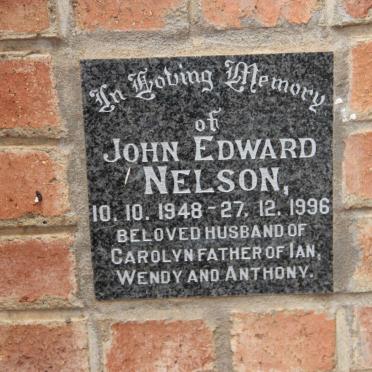 In Loving Memory
of
JOHN EDWARD
NELSON,
10. 10. 1948 - 27. 12. 1996
BELOVED HUSBAND OF
CAROLYN FATHER OF IAN,
WENDY AND ANTHONY.